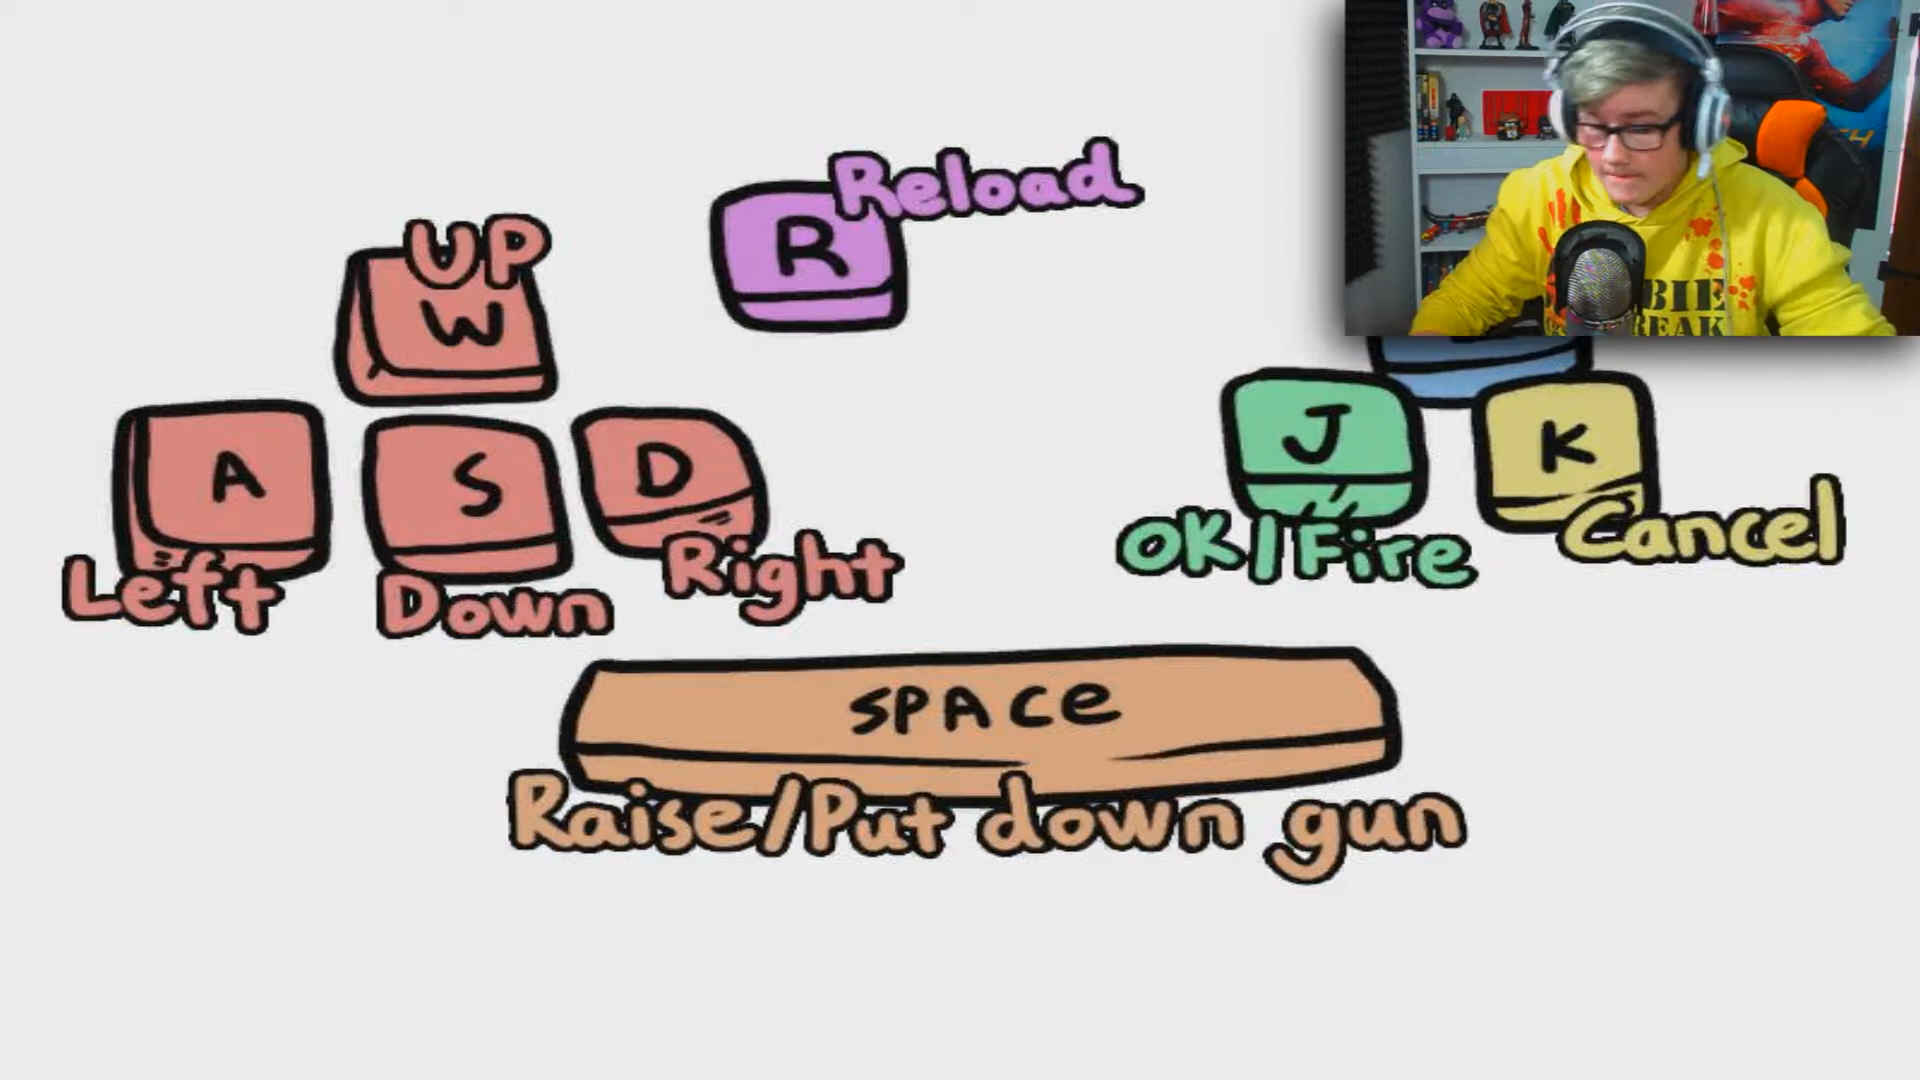 Reload
R
UP
W
A
S
D
J
K
Left
Down
Right
OK/Fire
Cancel
SPACe
Raise/Put down gun